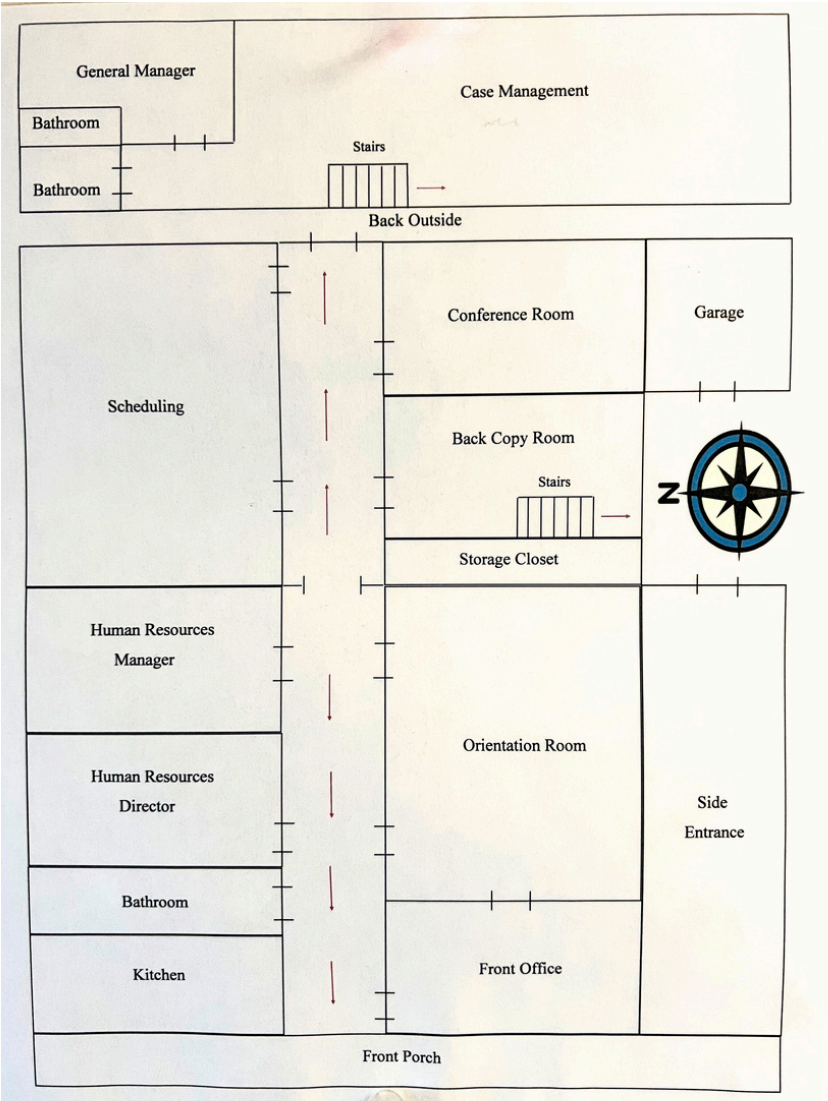 General Manager
Case Management
Bathroom
Stairs
Bathroom
Back Outside
Conference Room
Garage
Scheduling
Back Copy Room
Stairs
N
Storage Closet
Human Resources
Manager
Orientation Room
Human Resources
Director
Side
Entrance
Bathroom
Kitchen
Front Office
Front Porch